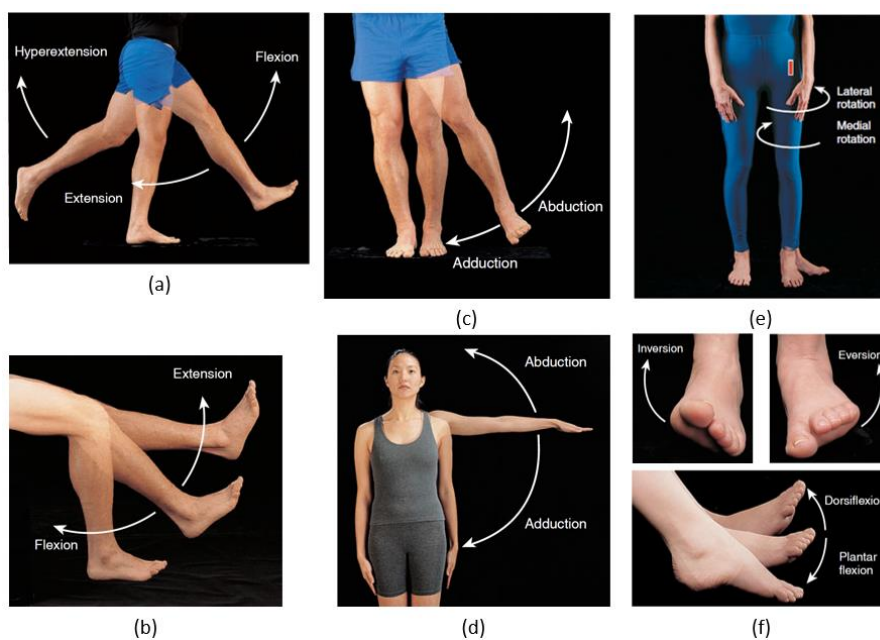 Hyperextension
Flexion
Extension
(a)
Abduction
Adduction
(c)
Lateral
rotation
Medial
rotation
(e)
Extension
Flexion
(b)
Abduction
Adduction
(d)
Inversion
Eversion
Dorsiflexion
Plantar
flexion
(f)